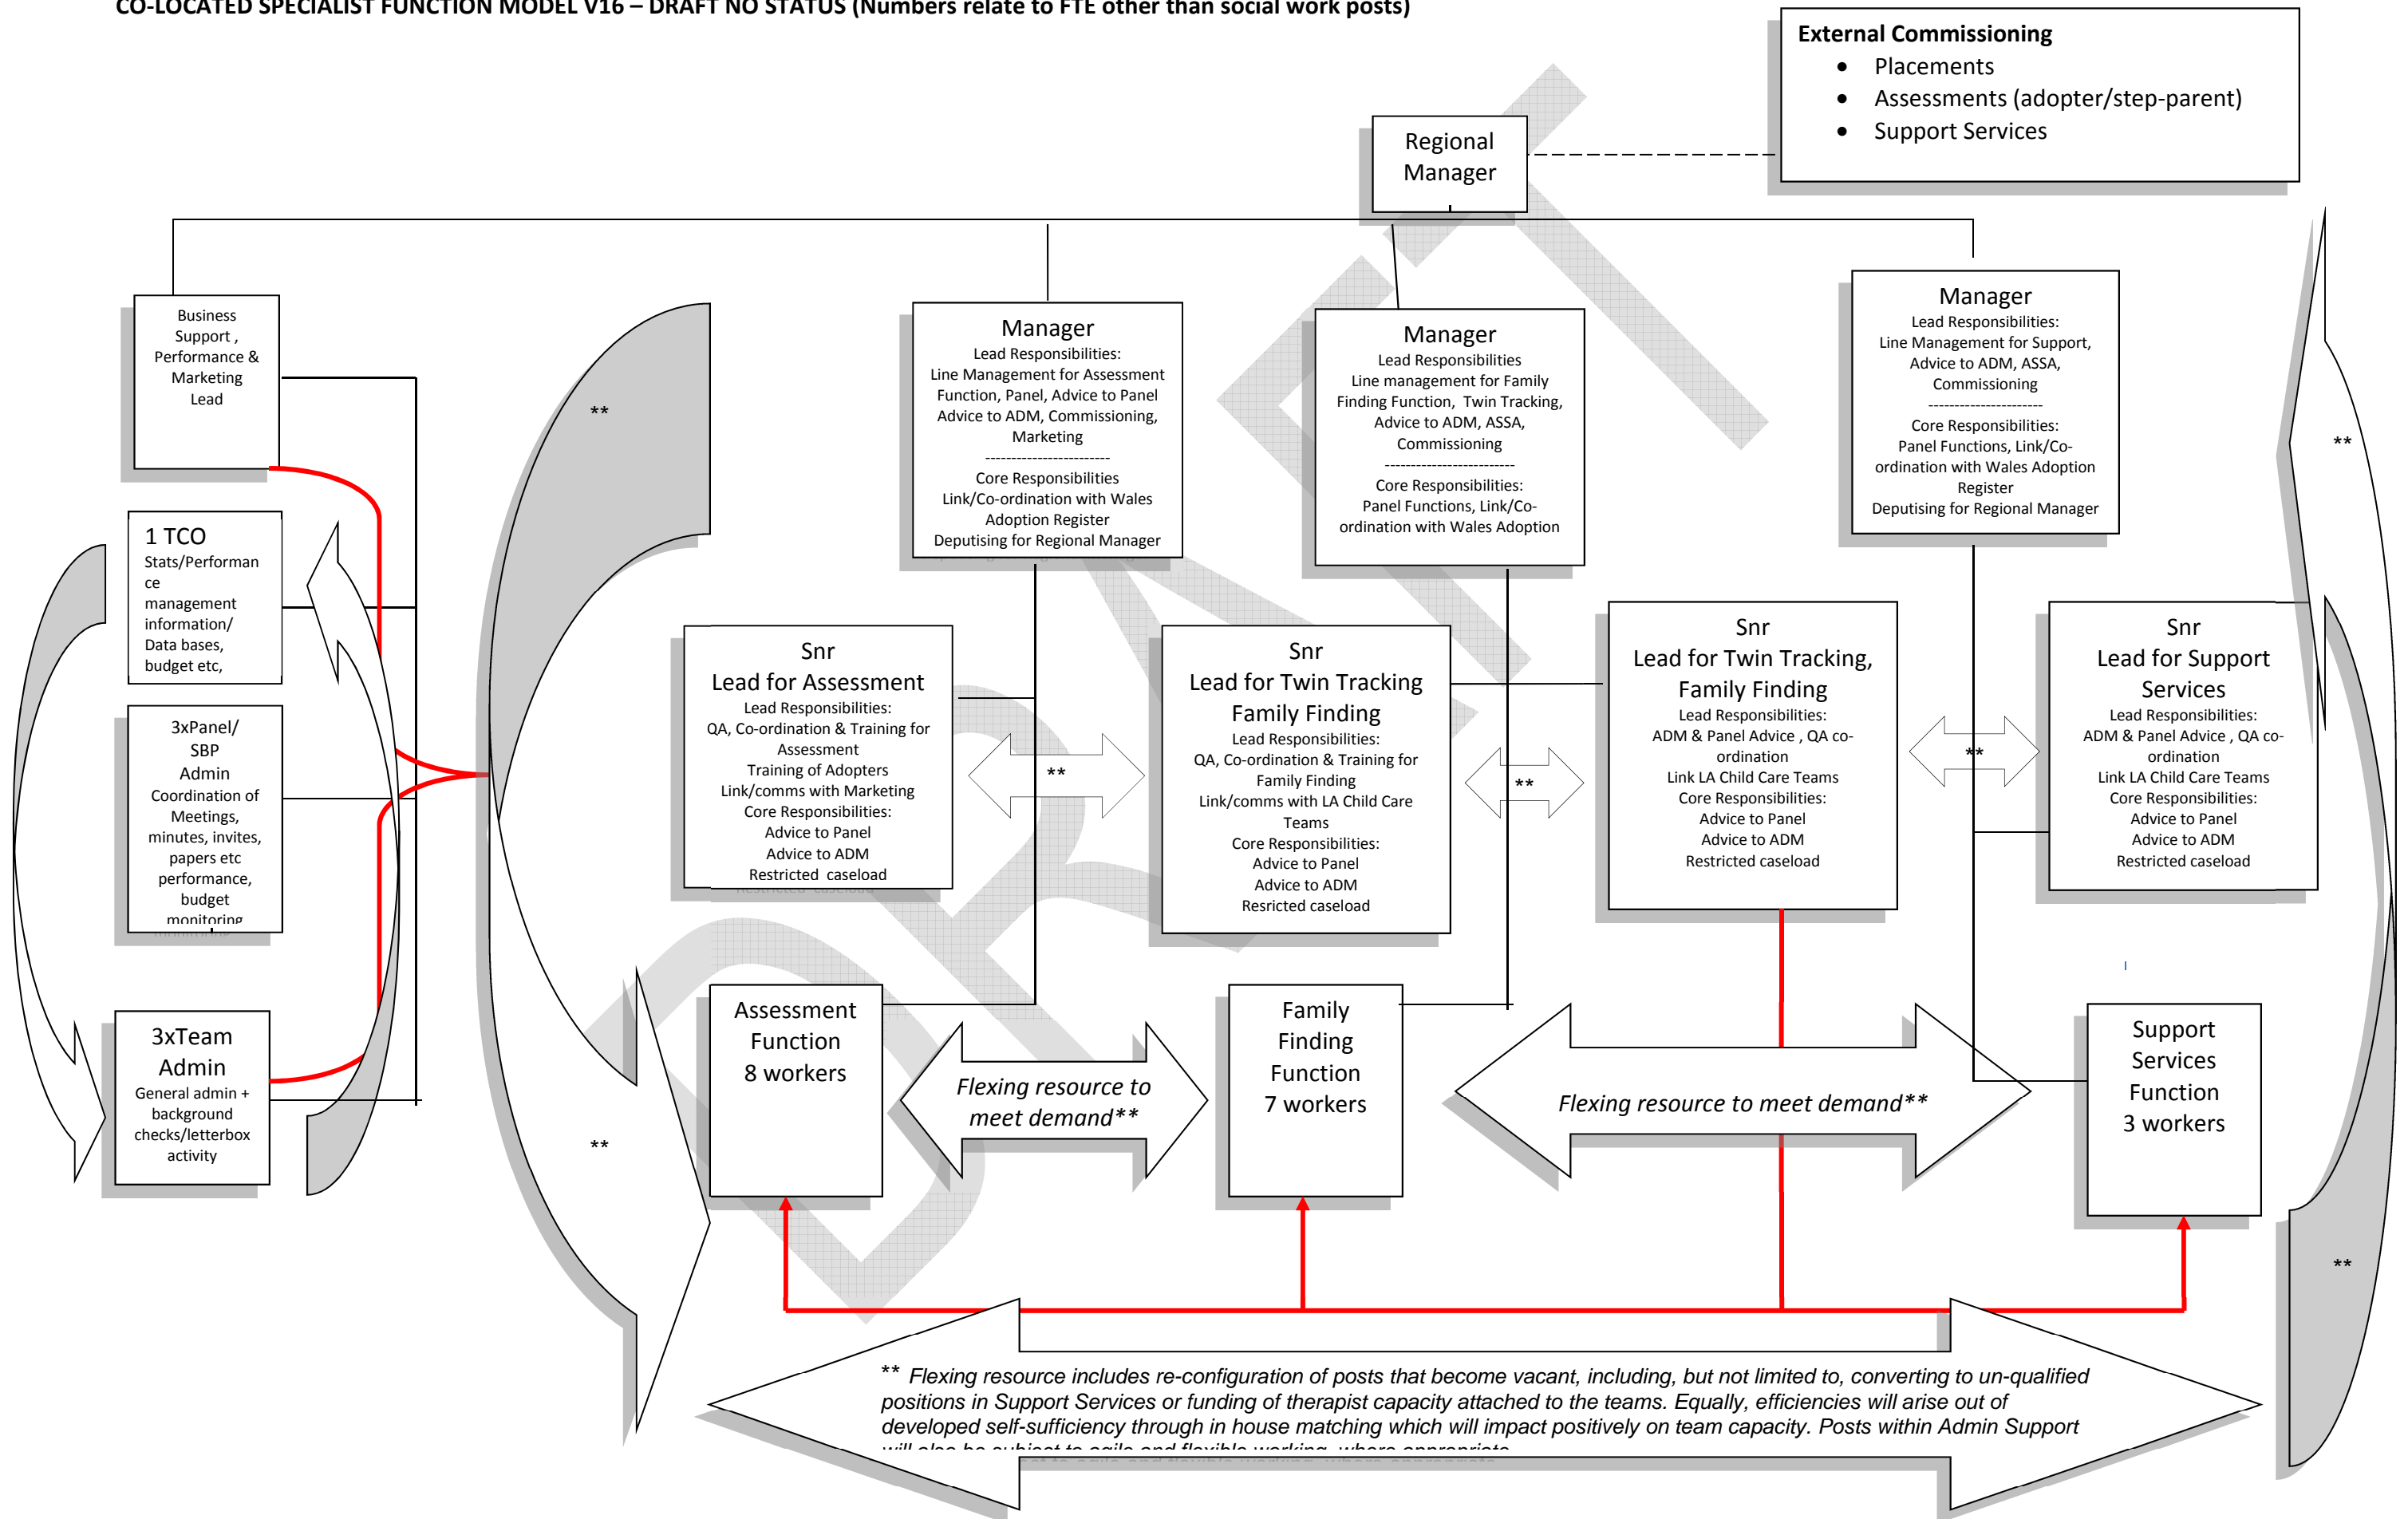 CO-LOCATED SPECIALIST FUNCTION MODEL V16 – DRAFT NO STATUS (Numbers relate to FTE other than social work posts)
External Commissioning
• Placements
• Assessments (adopter/step-parent)
• Support Services
Regional
Manager
Business
Support ,
Performance &
Marketing
Lead
Manager
Lead Responsibilities:
Line Management for Assessment
Function, Panel, Advice to Panel
Advice to ADM, Commissioning,
Marketing
------------------------
Core Responsibilities
Link/Co-ordination with Wales
Adoption Register
Deputising for Regional Manager
Manager
Lead Responsibilities
Line management for Family
Finding Function, Twin Tracking,
Advice to ADM, ASSA,
Commissioning
-------------------------
Core Responsibilities:
Panel Functions, Link/Co-
ordination with Wales Adoption
Manager
Lead Responsibilities:
Line Management for Support,
Advice to ADM, ASSA,
Commissioning
----------------------
Core Responsibilities:
Panel Functions, Link/Co-
ordination with Wales Adoption
Register
Deputising for Regional Manager
**
**
1 TCO
Stats/Performan
ce
management
information/
Data bases,
budget etc,
3xPanel/
SBP
Admin
Coordination of
Meetings,
minutes, invites,
papers etc
performance,
budget
monitoring
3xTeam
Admin
General admin +
background
checks/letterbox
activity
Snr
Lead for Assessment
Lead Responsibilities:
QA, Co-ordination & Training for
Assessment
Training of Adopters
Link/comms with Marketing
Core Responsibilities:
Advice to Panel
Advice to ADM
Restricted caseload
**
Snr
Lead for Twin Tracking
Family Finding
Lead Responsibilities:
QA, Co-ordination & Training for
Family Finding
Link/comms with LA Child Care
Teams
Core Responsibilities:
Advice to Panel
Advice to ADM
Resricted caseload
**
Snr
Lead for Twin Tracking,
Family Finding
Lead Responsibilities:
ADM & Panel Advice , QA co-
ordination
Link LA Child Care Teams
Core Responsibilities:
Advice to Panel
Advice to ADM
Restricted caseload
**
Snr
Lead for Support
Services
Lead Responsibilities:
ADM & Panel Advice , QA co-
ordination
Link LA Child Care Teams
Core Responsibilities:
Advice to Panel
Advice to ADM
Restricted caseload
Assessment
Function
8 workers
Flexing resource to
meet demand**
Family
Finding
Function
7 workers
Flexing resource to meet demand**
Support
Services
Function
3 workers
**
**
** Flexing resource includes re-configuration of posts that become vacant, including, but not limited to, converting to un-qualified
positions in Support Services or funding of therapist capacity attached to the teams. Equally, efficiencies will arise out of
developed self-sufficiency through in house matching which will impact positively on team capacity. Posts within Admin Support
will also be subject to agile and flexible working, where appropriate
DRAFT